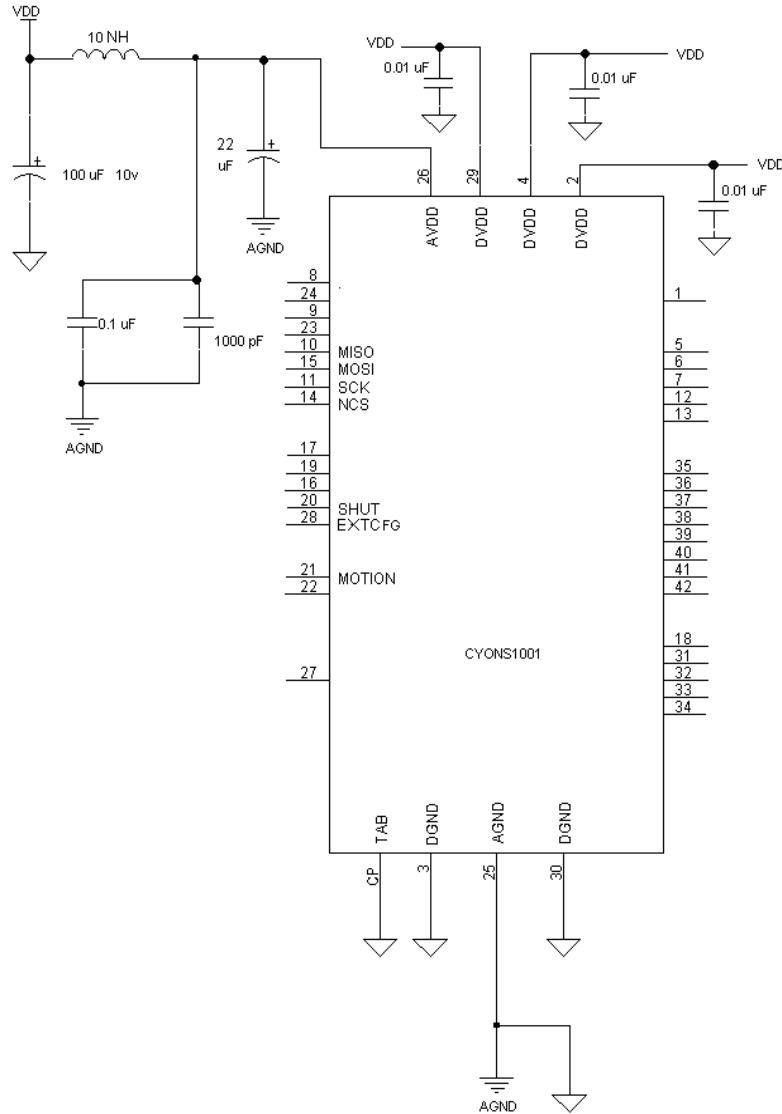 VDD
10 NH
100 uF 10v
22
uF
AGND
0.1 uF
1000 pF
AGND
VDD
0.01 uF
VDD
0.01 uF
VDD
0.01 uF
26
29
4
2
AVDD
DVDD
DVDD
DVDD
8
24
9
23
10 MISO
15 MOSI
11 SCK
14 NCS
17
19
16
20 SHUT
28 EXTCFG
21 MOTION
22
27
1
5
6
7
12
13
35
36
37
38
39
40
41
42
18
31
32
33
34
CYONS1001
TAB
DGND
AGND
DGND
CP
3
25
30
AGND